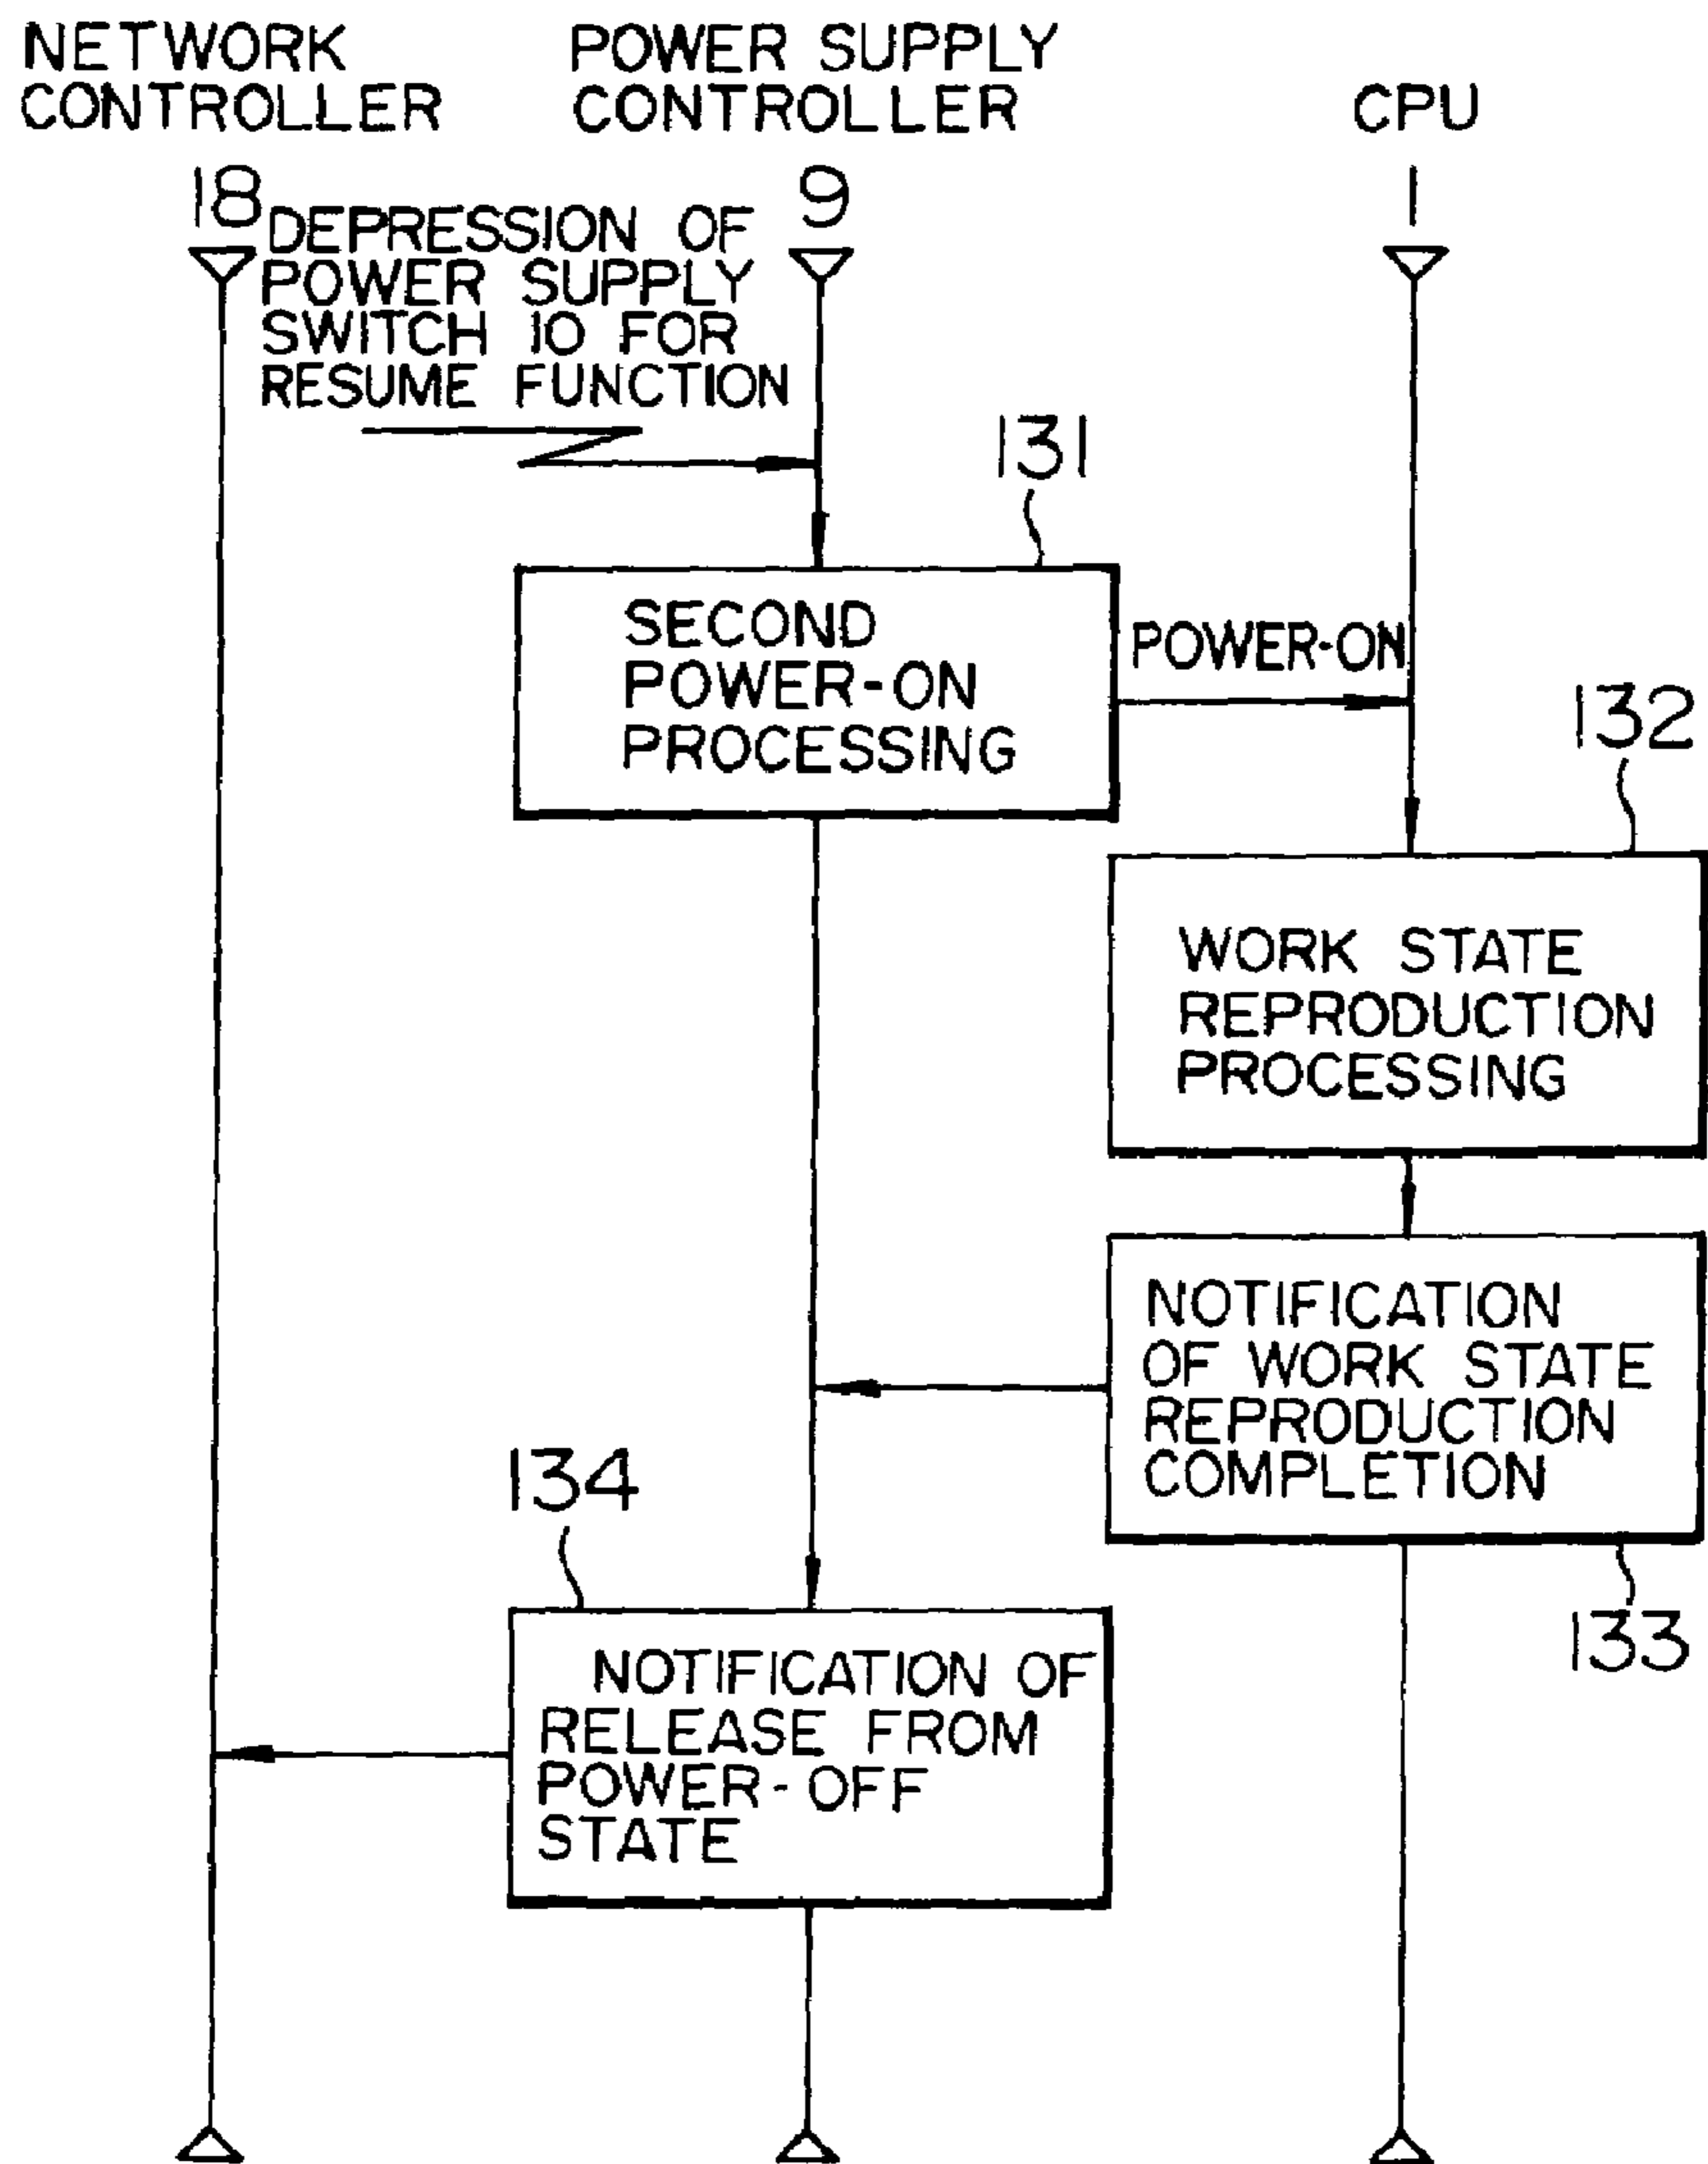 NETWORK
CONTROLLER
18
POWER SUPPLY
CONTROLLER
9
CPU
1
DEPRESSION OF
POWER SUPPLY
SWITCH 10 FOR
RESUME FUNCTION
131
SECOND
POWER-ON
PROCESSING
POWER-ON
132
WORK STATE
REPRODUCTION
PROCESSING
NOTIFICATION
OF WORK STATE
REPRODUCTION
COMPLETION
133
134
NOTIFICATION OF
RELEASE FROM
POWER-OFF
STATE